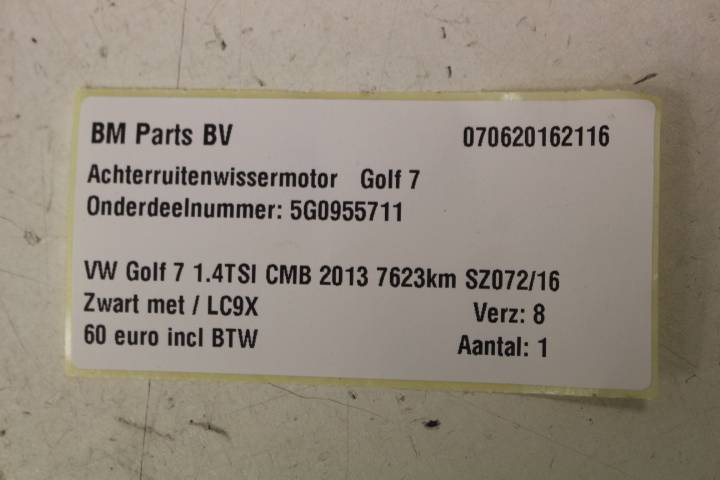 BM Parts BV 070620162116
Achterruitenwissermotor Golf 7
Onderdeelnummer: 5G0955711
VW Golf 7 1.4TSI CMB 2013 7623km SZ072/16
Zwart met / LC9X Verz: 8
60 euro incl BTW Aantal: 1